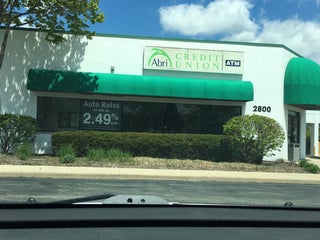 Abri
CREDIT
UNION
ATM
Auto Rates
2.49%
2800